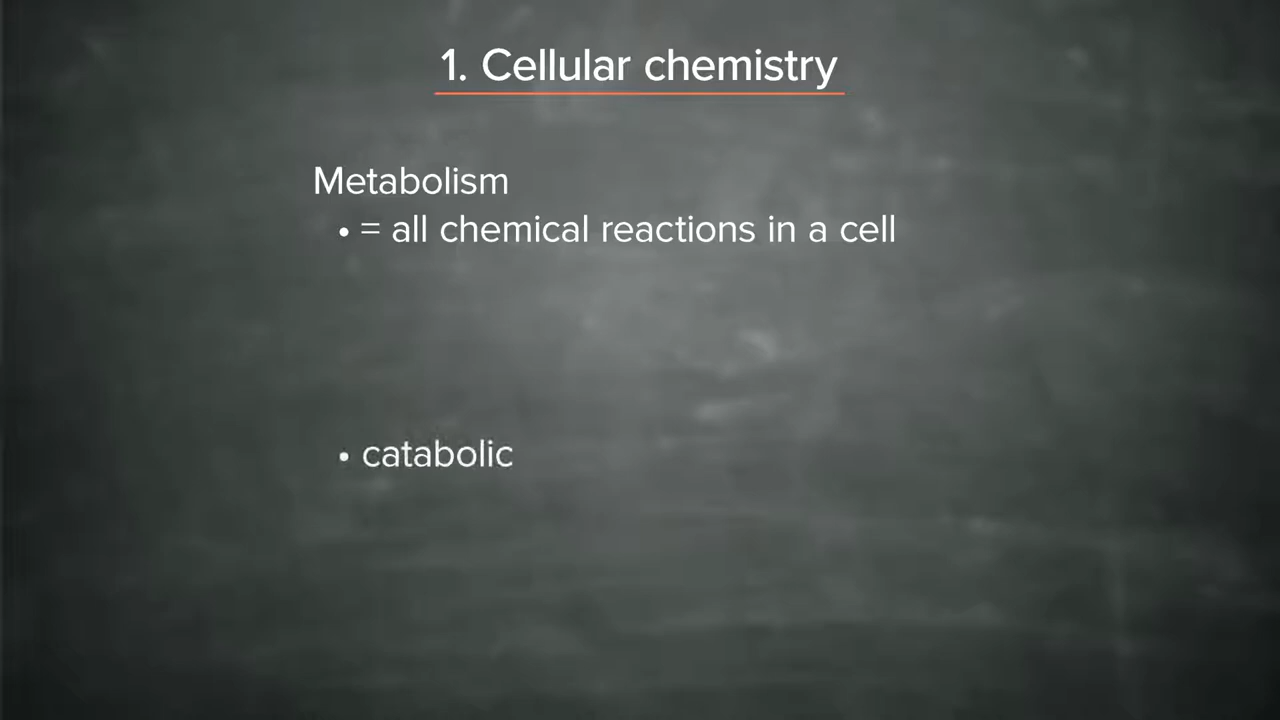 1. Cellular chemistry
Metabolism
• = all chemical reactions in a cell
• catabolic